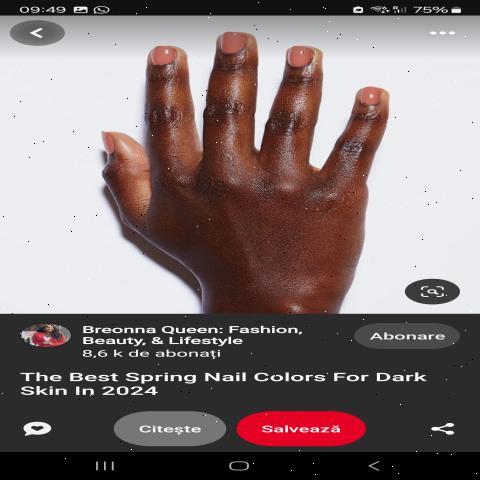 09:49
75%
Breonna Queen: Fashion,
Beauty, & Lifestyle
8,6 k de abonați
Abonare
The Best Spring Nail Colors For Dark
Skin In 2024
Citește
Salvează